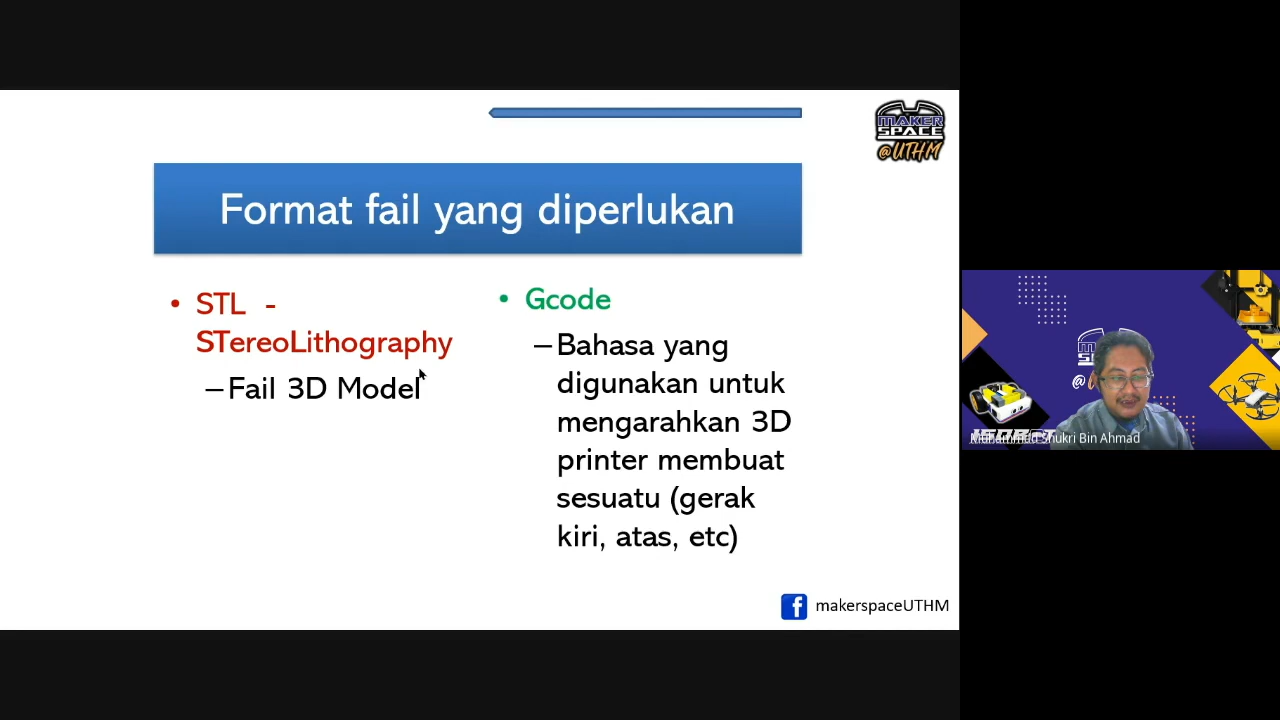 MAKER
SPACE
@UTHM
Format fail yang diperlukan
• STL -
STereoLithography
– Fail 3D Model
• Gcode
– Bahasa yang
digunakan untuk
mengarahkan 3D
printer membuat
sesuatu (gerak
kiri, atas, etc)
makerspaceUTHM
Muhammad Shukri Bin Ahmad